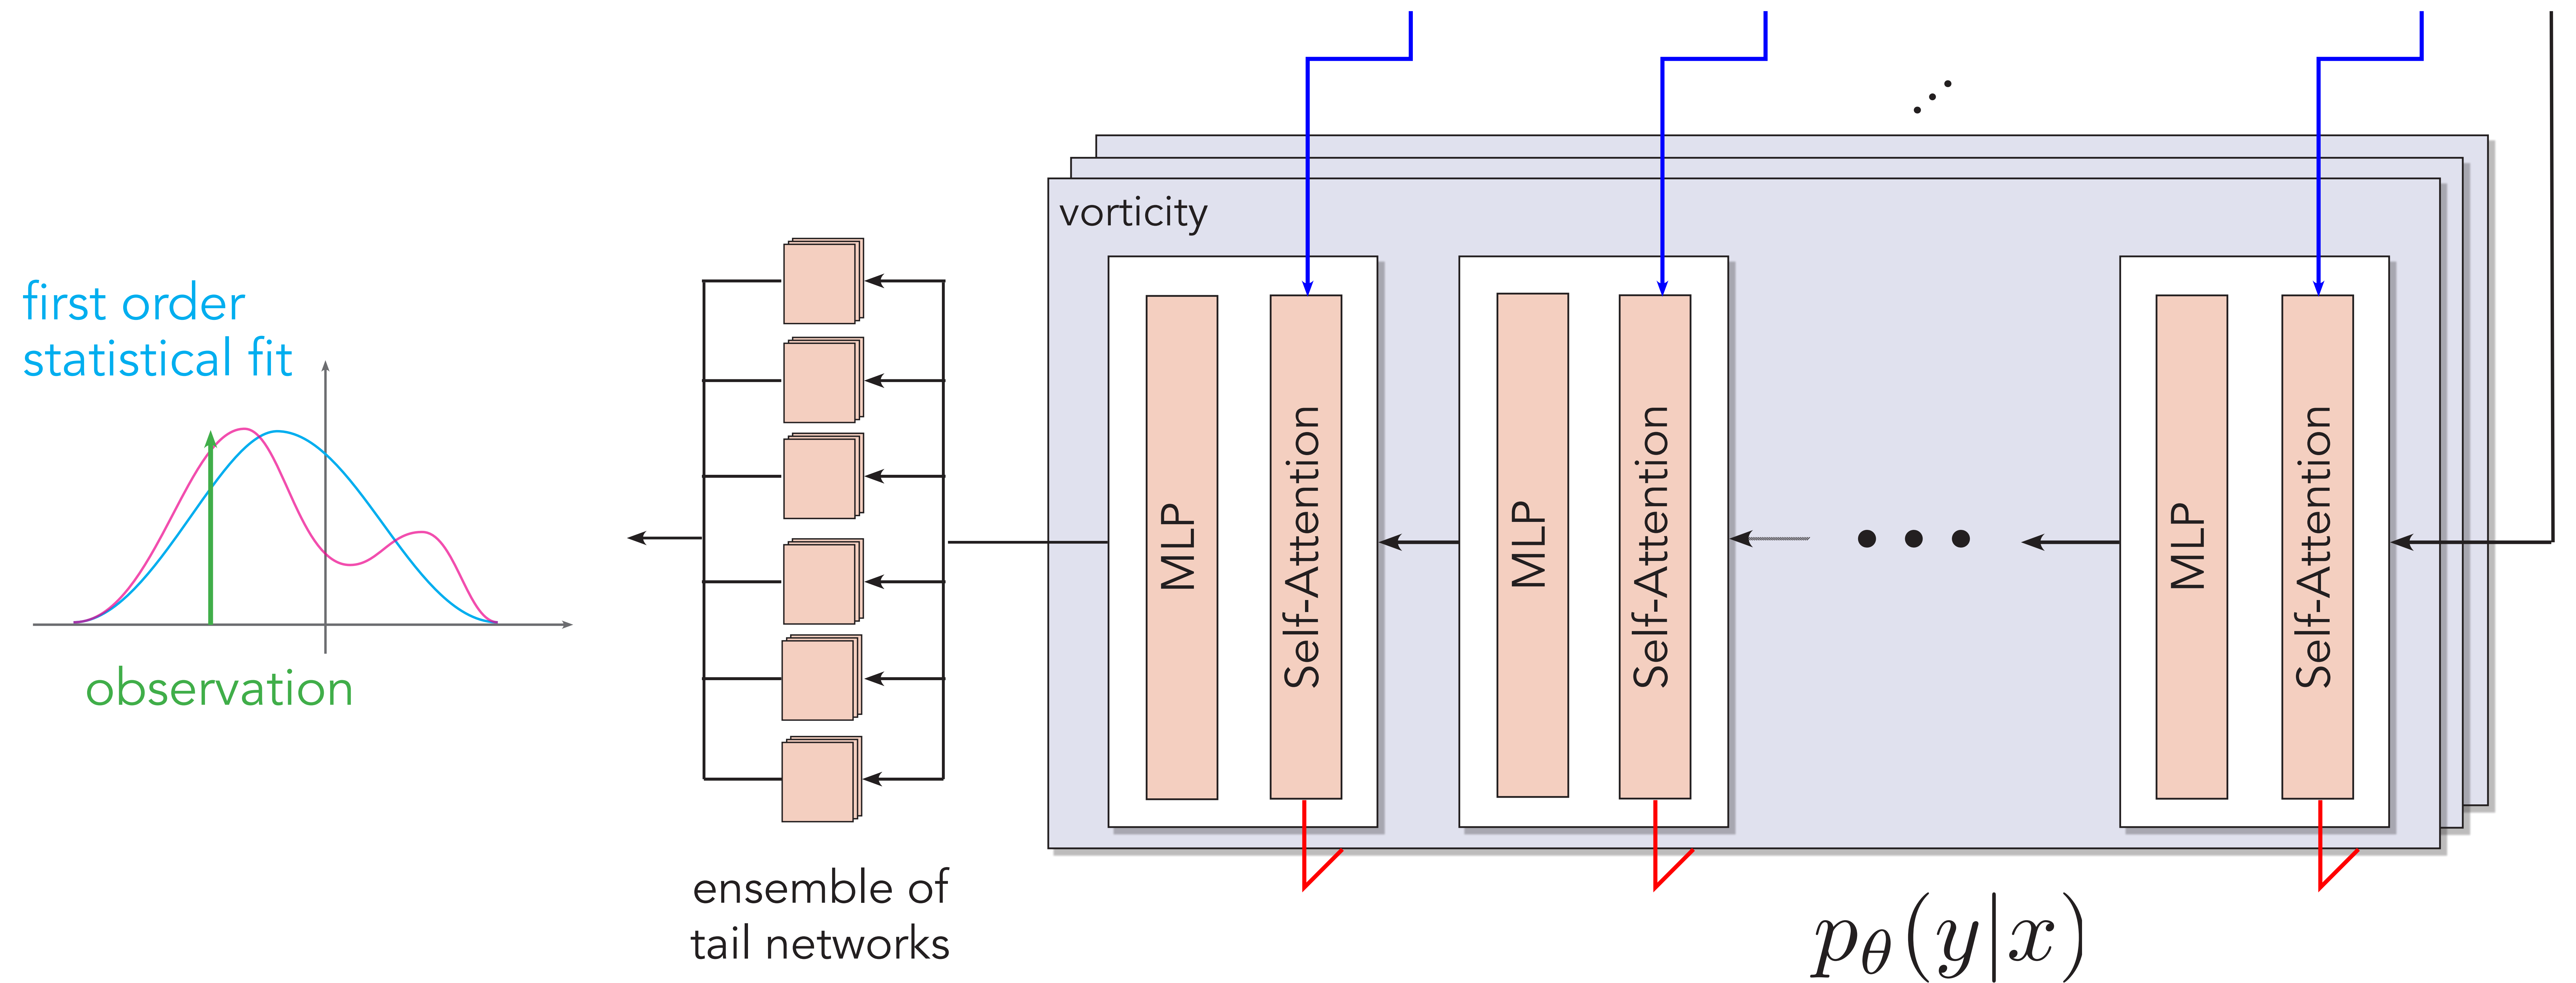 vorticity
first order
statistical fit
observation
ensemble of
tail networks
MLP
Self-Attention
MLP
Self-Attention
MLP
Self-Attention
pθ(y|x)